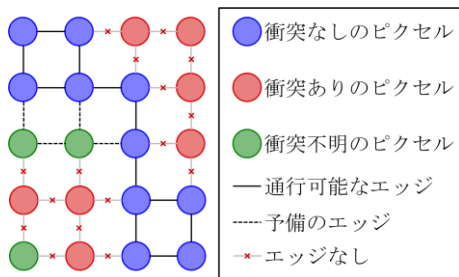 衝突なしのピクセル
衝突ありのピクセル
衝突不明のピクセル
通行可能なエッジ
予備のエッジ
エッジなし